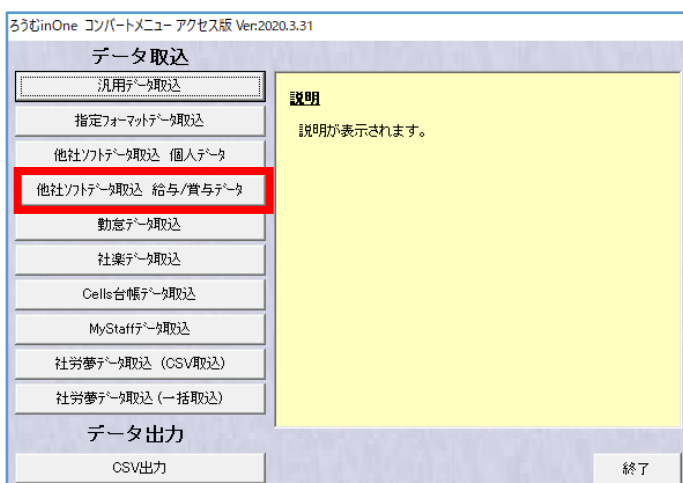 ろうむinOne コンバートメニュー アクセス版 Ver:2020.3.31
データ取込
汎用ﾃﾞｰﾀ取込
指定ﾌｫｰﾏｯﾄﾃﾞｰﾀ取込
他社ｿﾌﾄﾃﾞｰﾀ取込 個人ﾃﾞｰﾀ
他社ｿﾌﾄﾃﾞｰﾀ取込 給与/賞与ﾃﾞｰﾀ
勤怠ﾃﾞｰﾀ取込
社楽ﾃﾞｰﾀ取込
Cells台帳ﾃﾞｰﾀ取込
MyStaffﾃﾞｰﾀ取込
社労夢ﾃﾞｰﾀ取込（CSV取込）
社労夢ﾃﾞｰﾀ取込（一括取込）
データ出力
CSV出力
説明
説明が表示されます。
終了